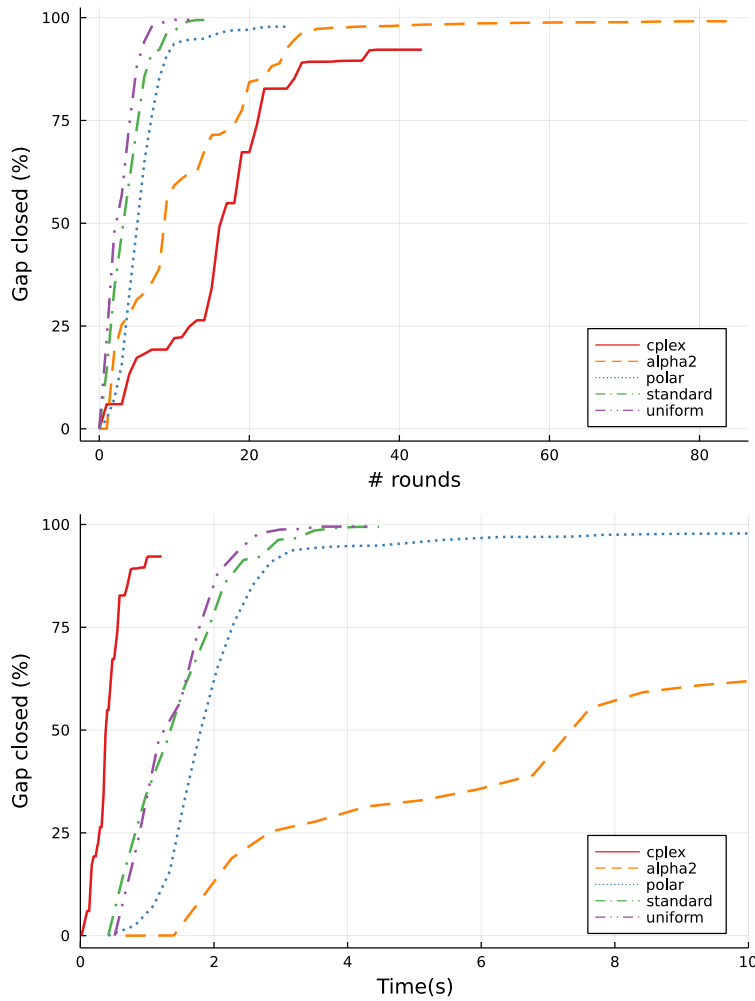 100
75
50
25
0
Gap closed (%)
0
20
40
60
80
# rounds
cplex
alpha2
polar
standard
uniform
100
75
50
25
0
Gap closed (%)
0
2
4
6
8
10
Time(s)
cplex
alpha2
polar
standard
uniform